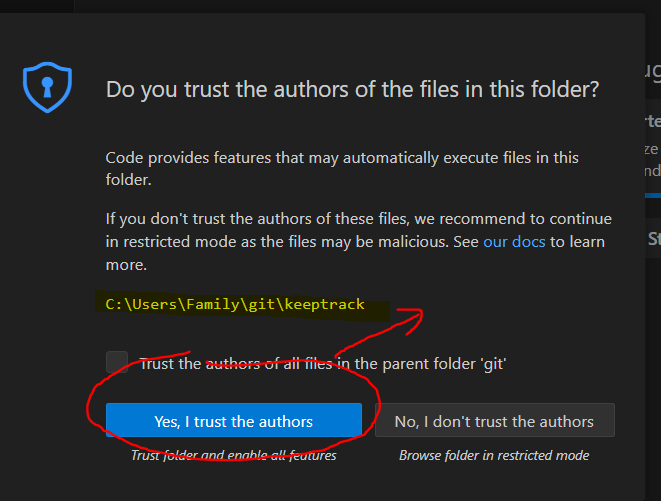 Do you trust the authors of the files in this folder?
Code provides features that may automatically execute files in this
folder.
If you don't trust the authors of these files, we recommend to continue
in restricted mode as the files may be malicious. See our docs to learn
more.
C:\Users\Family\git\keeptrack
Trust the authors of all files in the parent folder 'git'
Yes, I trust the authors
No, I don't trust the authors
Trust folder and enable all features
Browse folder in restricted mode